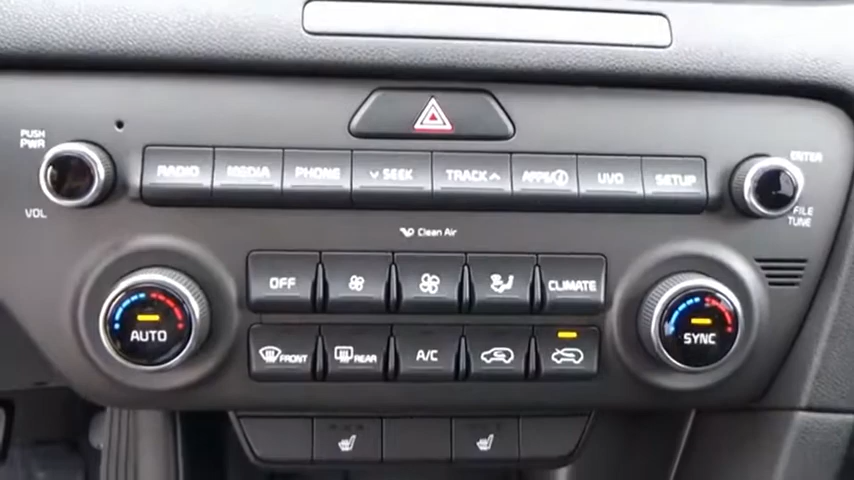 PUSH
PWR
VOL
RADIO
MEDIA
PHONE
SEEK
TRACK
APPS
UVO
SETUP
ENTER
FILE
TUNE
Clean Air
OFF
CLIMATE
AUTO
SYNC
FRONT
REAR
A/C